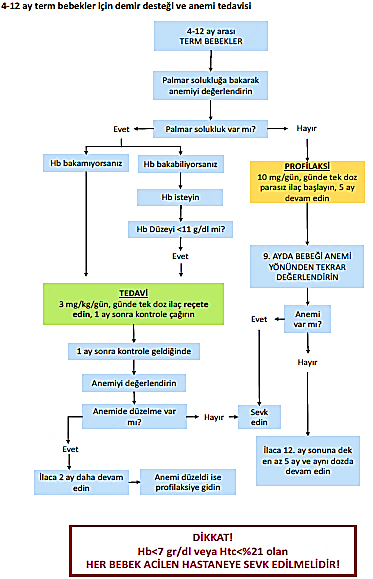 4-12 ay term bebekler için demir desteği ve anemi tedavisi
4-12 ay arası
TERM BEBEKLER
Palmar solukluğa bakarak
anemiyi değerlendirin
Palmar solukluk var mı?
Evet
Hayır
Hb bakamıyorsanız
Hb bakabiliyorsanız
Hb isteyin
Hb Düzeyi <11 g/dl mi?
Evet
PROFİLAKSİ
10 mg/gün, günde tek doz
parasız ilaç başlayın, 5 ay
devam edin
9. AYDA BEBEĞİ ANEMİ
YÖNÜNDEN TEKRAR
DEĞERLENDİRİN
TEDAVİ
3 mg/kg/gün, günde tek doz ilaç reçete
edin, 1 ay sonra kontrole çağırın
Evet
Anemi
var mı?
Hayır
1 ay sonra kontrole geldiğinde
Anemiyi değerlendirin
Anemide düzelme var
mı?
Hayır
Sevk
edin
Evet
İlaca 2 ay daha devam
edin
Anemi düzeldi ise
profilaksiye gidin
İlaca 12. ay sonuna dek
en az 5 ay ve aynı dozda
devam edin
DİKKAT!
Hb<7 gr/dl veya Htc<%21 olan
HER BEBEK ACİLEN HASTANEYE SEVK EDİLMELİDİR!